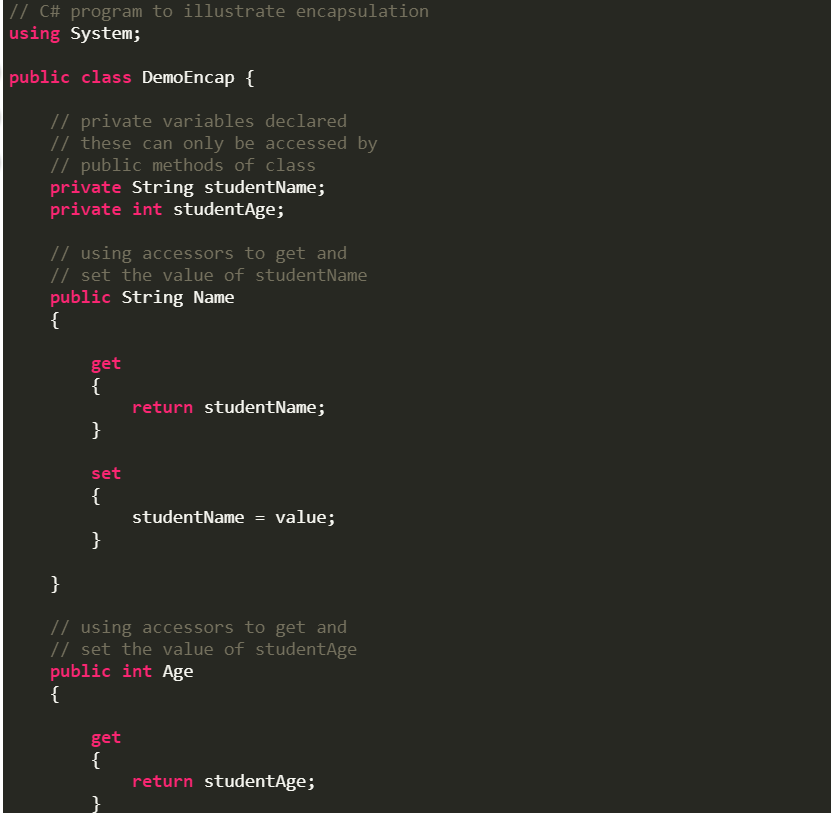 // C# program to illustrate encapsulation
using System;
public class DemoEncap {
// private variables declared
// these can only be accessed by
// public methods of class
private String studentName;
private int studentAge;
// using accessors to get and
// set the value of studentName
public String Name
{
get
{
return studentName;
}
set
{
studentName = value;
}
}
// using accessors to get and
// set the value of studentAge
public int Age
{
get
{
return studentAge;
}